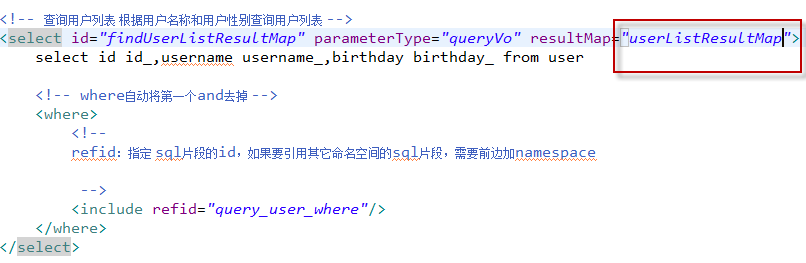 <!-- 查询用户列表 根据用户名称和用户性别查询用户列表 -->
<select id="findUserListResultMap" parameterType="queryVo" resultMap="userListResultMap">
select id id_,username username_,birthday birthday_ from user
<!-- where自动将第一个and去掉 -->
<where>
<!--
refid：指定 sql片段的id，如果要引用其它命名空间的sql片段，需要前边加namespace
-->
<include refid="query_user_where"/>
</where>
</select>